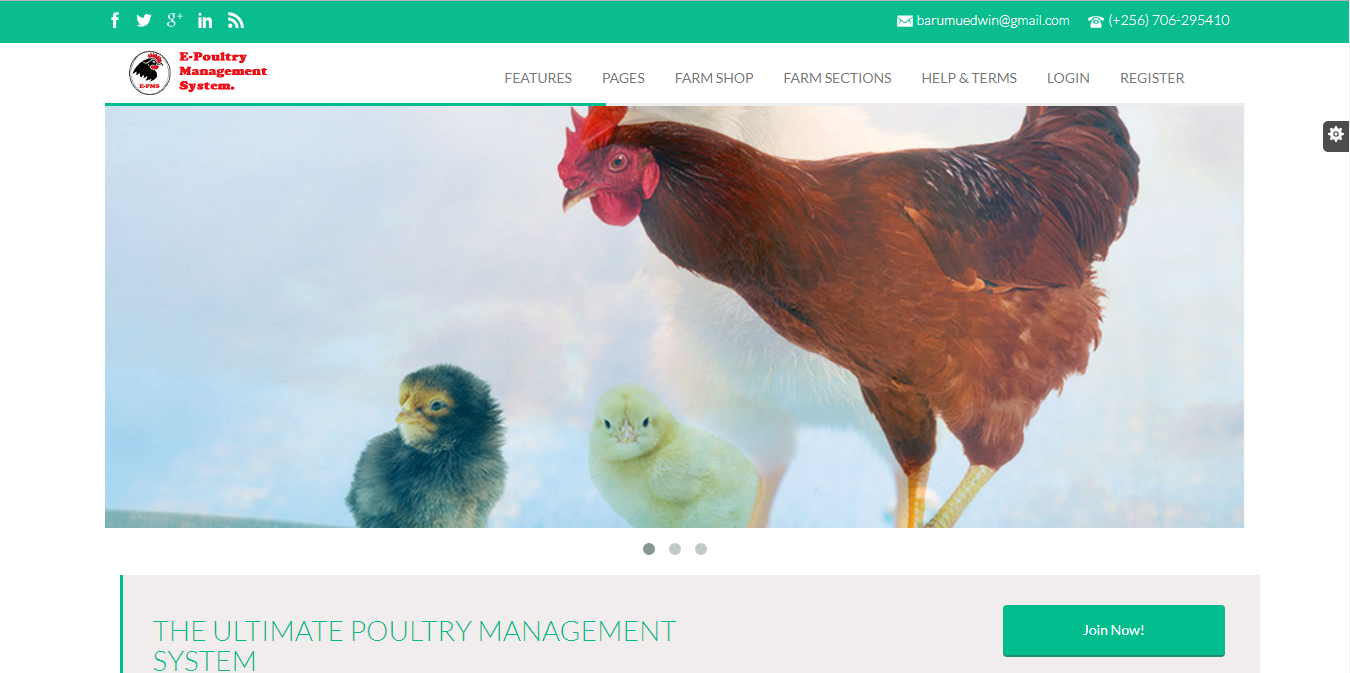 barumuedwin@gmail.com (+256) 706-295410
E-Poultry
Management
System.
E-PMS
FEATURES PAGES FARM SHOP FARM SECTIONS HELP & TERMS LOGIN REGISTER
THE ULTIMATE POULTRY MANAGEMENT
SYSTEM
Join Now!